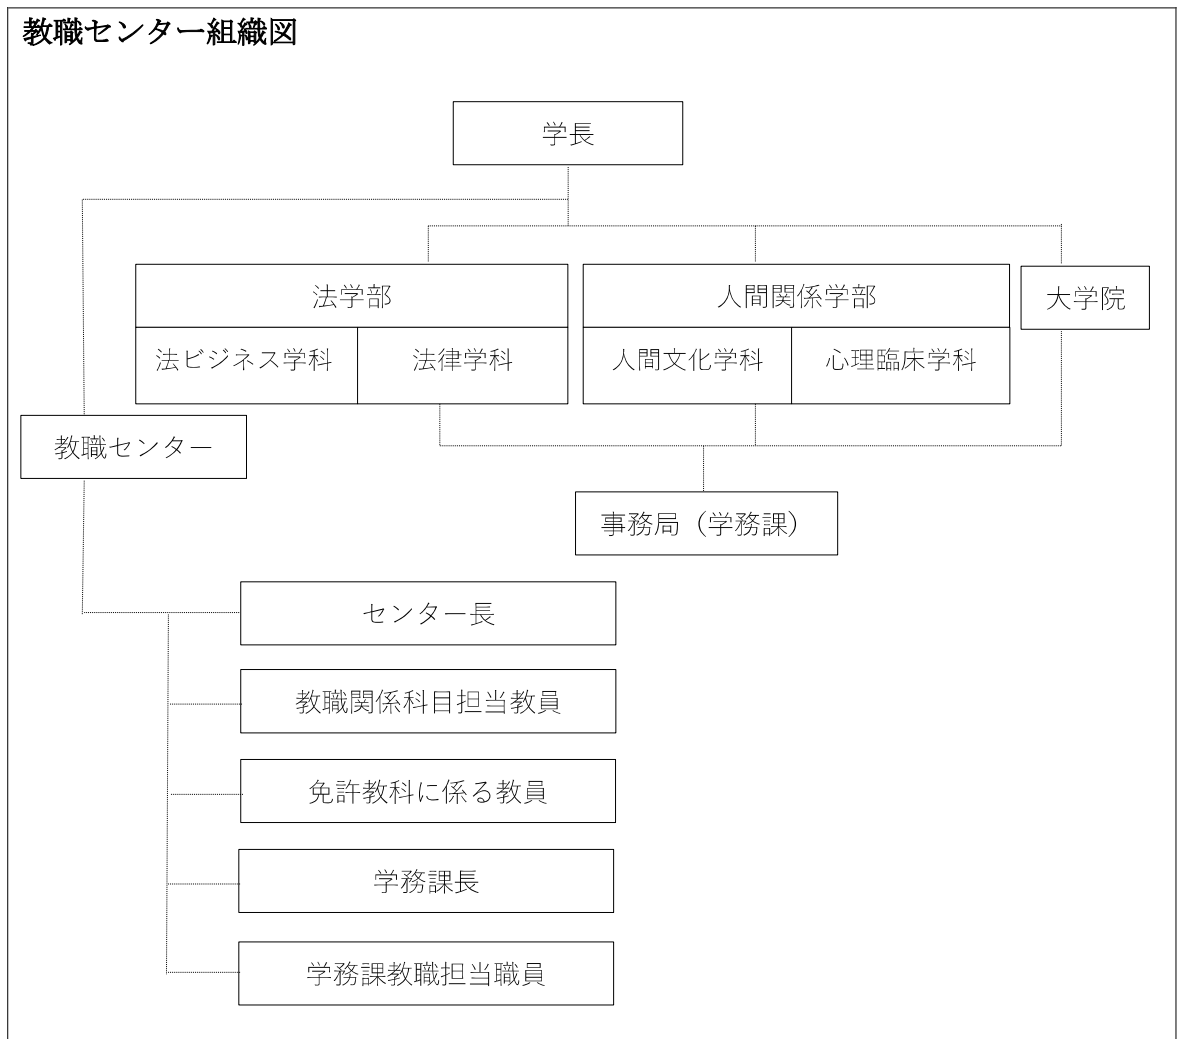 教職センター組織図
学長
法学部
人間関係学部
大学院
法ビジネス学科
法律学科
人間文化学科
心理臨床学科
教職センター
事務局（学務課）
センター長
教職関係科目担当教員
免許教科に係る教員
学務課長
学務課教職担当職員